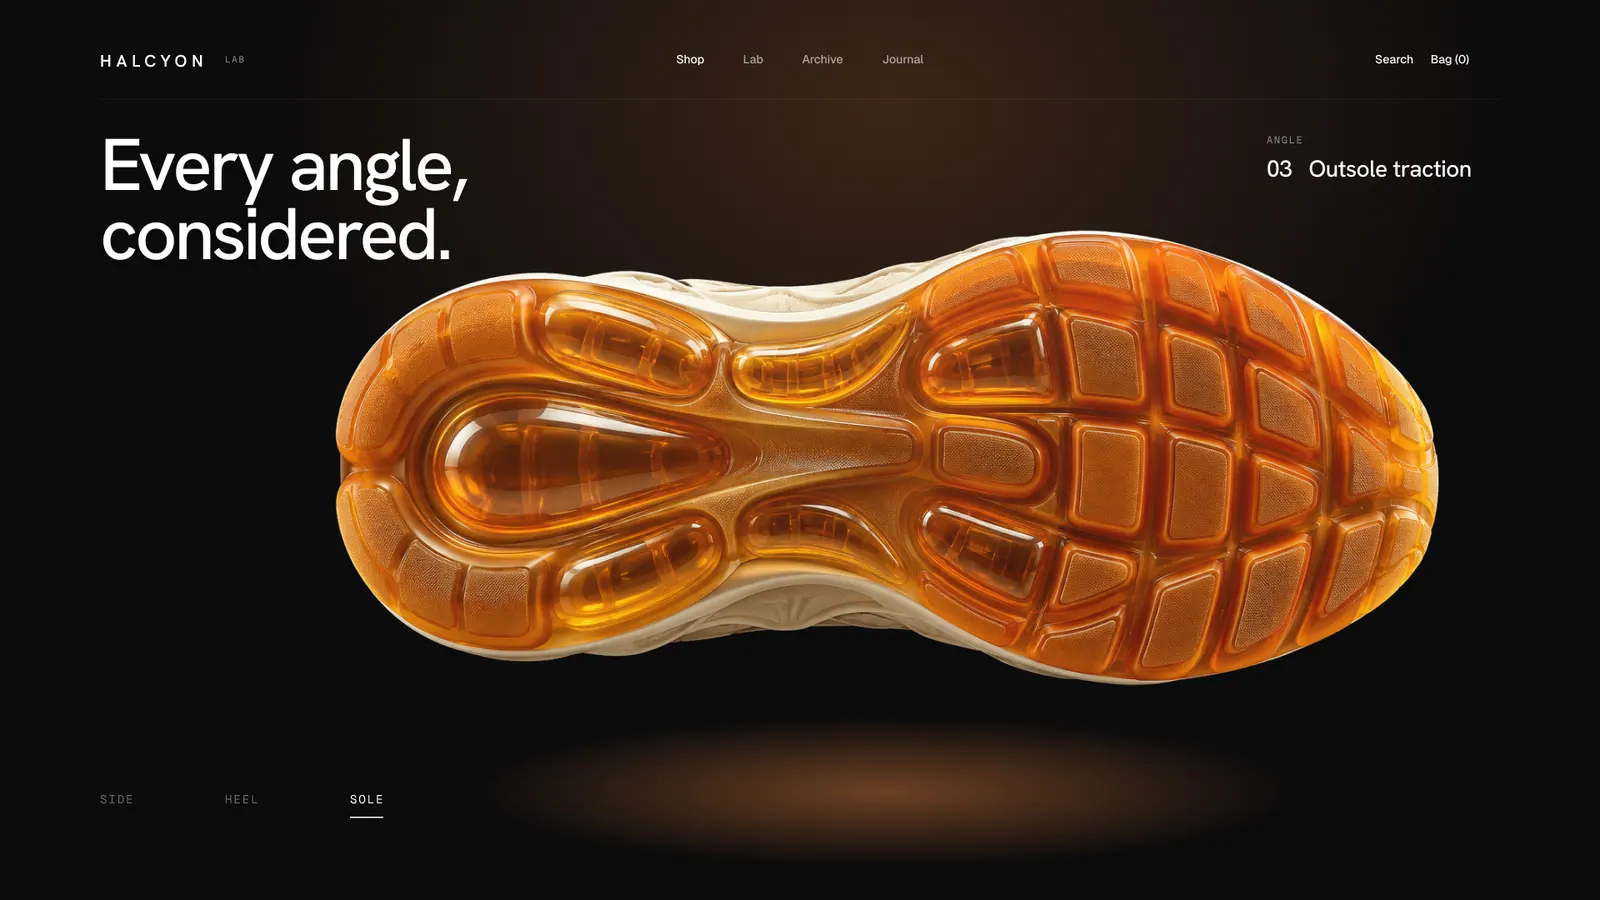 HALCYON LAB
Shop Lab Archive Journal
Search Bag (0)
Every angle,
considered.
ANGLE
03 Outsole traction
SIDE HEEL SOLE